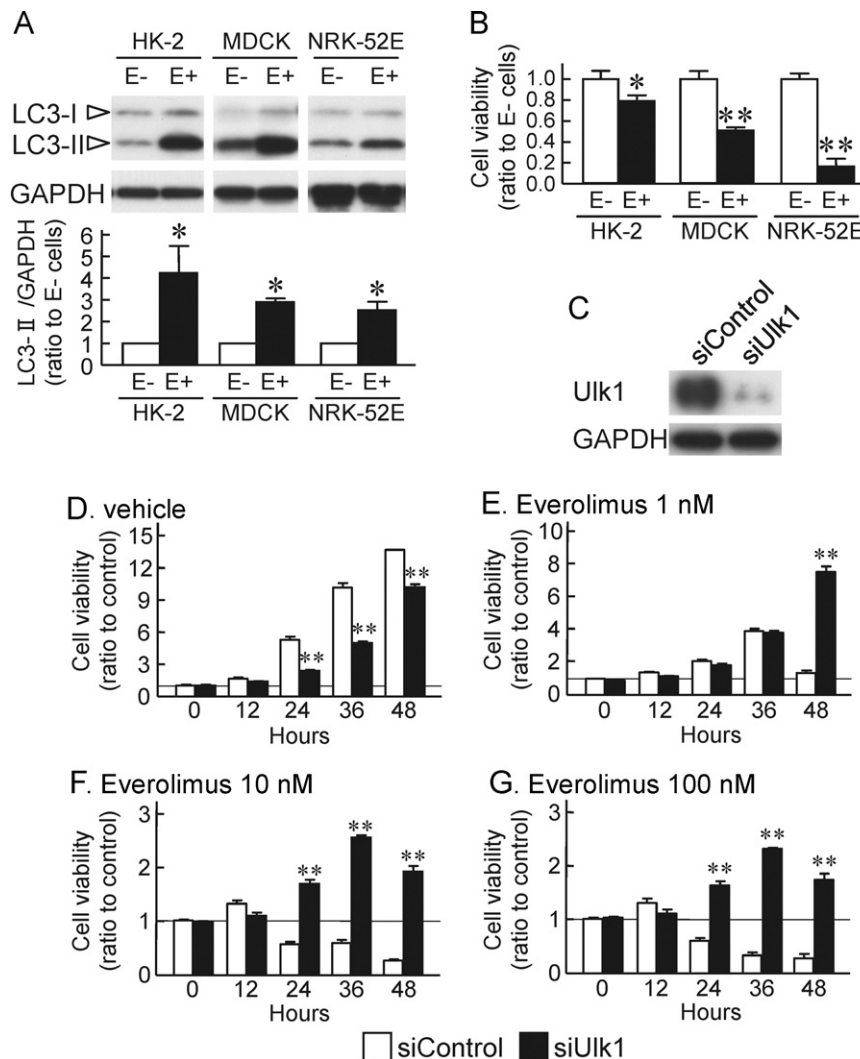 A
HK-2 MDCK NRK-52E
E- E+ E- E+ E- E+
LC3-I
LC3-II
GAPDH
LC3-Ⅱ/GAPDH
(ratio to E- cells)
6
5
4
3
2
1
0
* * *
E- E+ E- E+ E- E+
HK-2 MDCK NRK-52E
B
Cell viability
(ratio to E- cells)
1.0
0.8
0.6
0.4
0.2
0.0
* ** **
E- E+ E- E+ E- E+
HK-2 MDCK NRK-52E
C
siControl
siUlk1
Ulk1
GAPDH
D. vehicle
Cell viability
(ratio to control)
15
12
9
6
3
1
0
** ** **
0 12 24 36 48
Hours
E. Everolimus 1 nM
Cell viability
(ratio to control)
10
8
6
4
2
1
0
**
0 12 24 36 48
Hours
F. Everolimus 10 nM
Cell viability
(ratio to control)
3
2
1
0
** ** **
0 12 24 36 48
Hours
G. Everolimus 100 nM
Cell viability
(ratio to control)
3
2
1
0
** ** **
0 12 24 36 48
Hours
siControl siUlk1